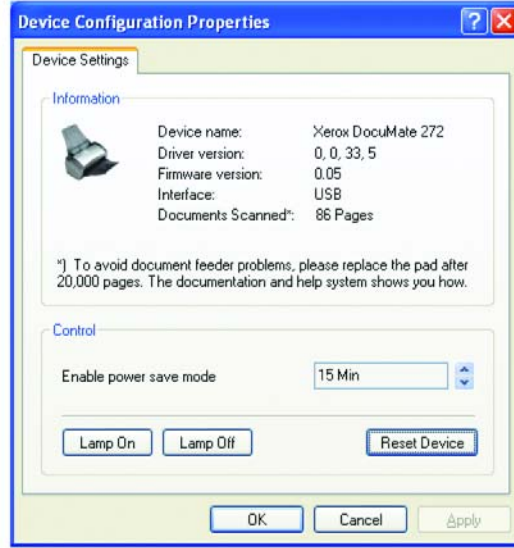 Device Configuration Properties
Device Settings
Information
Device name: Xerox DocuMate 272
Driver version: 0, 0, 33, 5
Firmware version: 0.05
Interface: USB
Documents Scanned*: 86 Pages
*) To avoid document feeder problems, please replace the pad after
20,000 pages. The documentation and help system shows you how.
Control
Enable power save mode 15 Min
Lamp On Lamp Off Reset Device
OK Cancel Apply